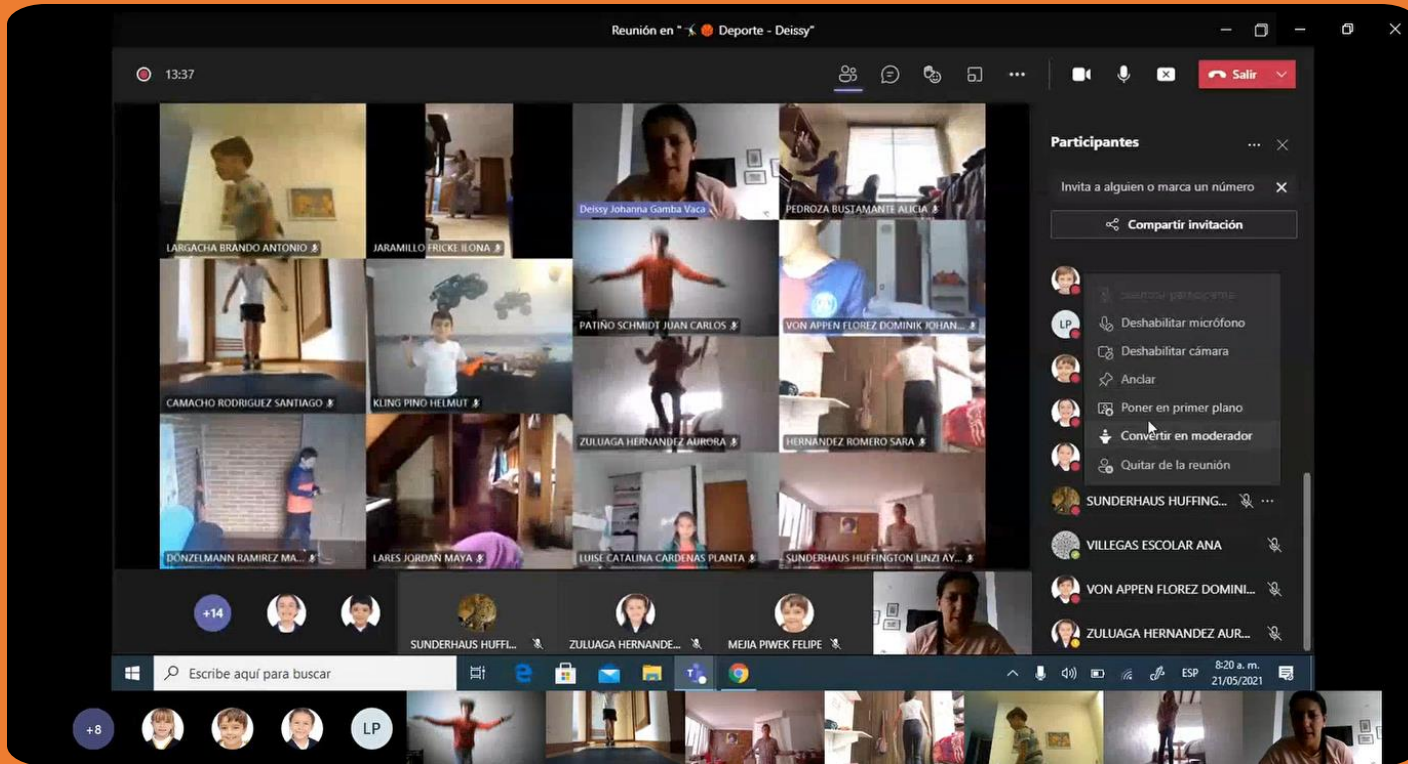 Reunión en "🤸🏀 Deporte - Deissy"
13:37
Salir
LARGACHA BRANDO ANTONIO
JARAMILLO FRICKE ILONA
Deissy Johanna Gamba Vaca
PEDROZA BUSTAMANTE ALICIA
CAMACHO RODRIGUEZ SANTIAGO
KLING PINO HELMUT
PATIÑO SCHMIDT JUAN CARLOS
VON APPEN FLOREZ DOMINIK JOHAN...
ZULUAGA HERNANDEZ AURORA
HERNANDEZ ROMERO SARA
DONZELMANN RAMIREZ MA...
LARES JORDAN MAYA
LUISE CATALINA CARDENAS PLANTA
SUNDERHAUS HUFFINGTON LINZI AY...
Participantes
Invita a alguien o marca un número
Compartir invitación
LP
Silenciar participante
Deshabilitar micrófono
Deshabilitar cámara
Anclar
Poner en primer plano
Convertir en moderador
Quitar de la reunión
SUNDERHAUS HUFFING...
VILLEGAS ESCOLAR ANA
VON APPEN FLOREZ DOMINI...
ZULUAGA HERNANDEZ AUR...
+14
SUNDERHAUS HUFFI...
ZULUAGA HERNANDE...
MEJIA PIWEK FELIPE
Escribe aquí para buscar
ESP
8:20 a. m.
21/05/2021
+8
LP